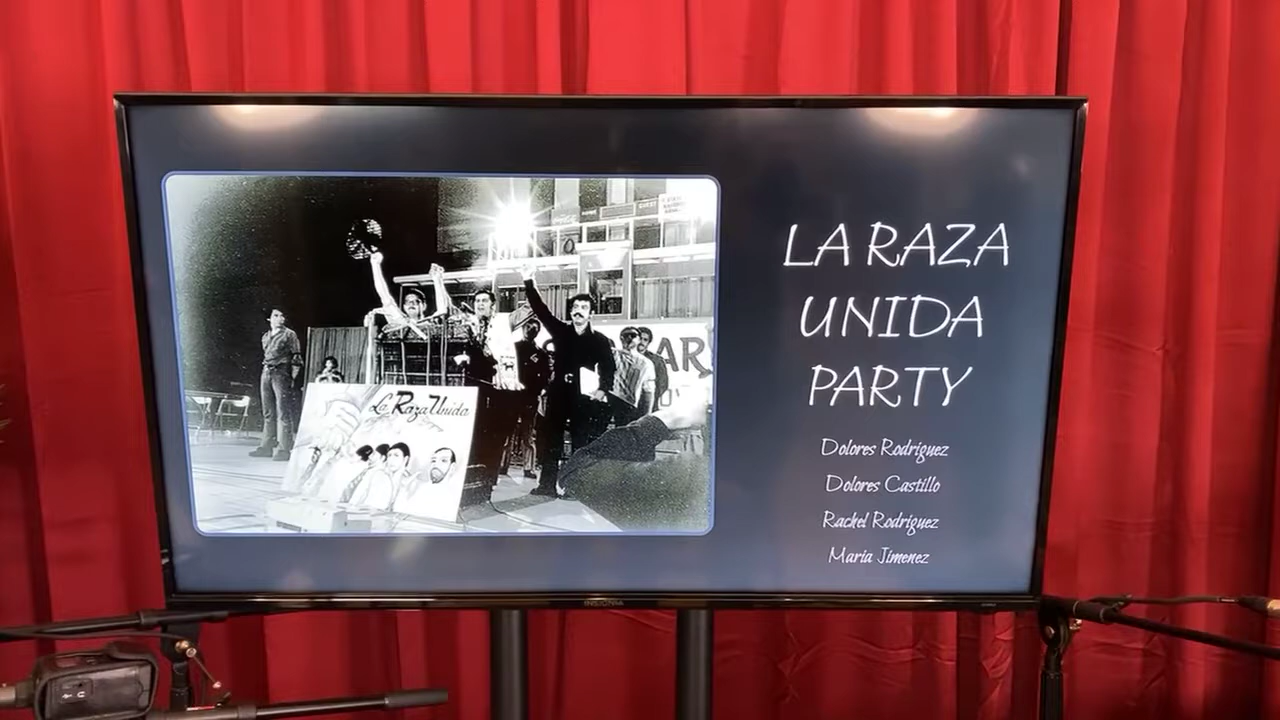 LA RAZA
UNIDA
PARTY
Dolores Rodriguez
Dolores Castillo
Rachel Rodriguez
Maria Jimenez
La Raza Unida
INSIGNIA